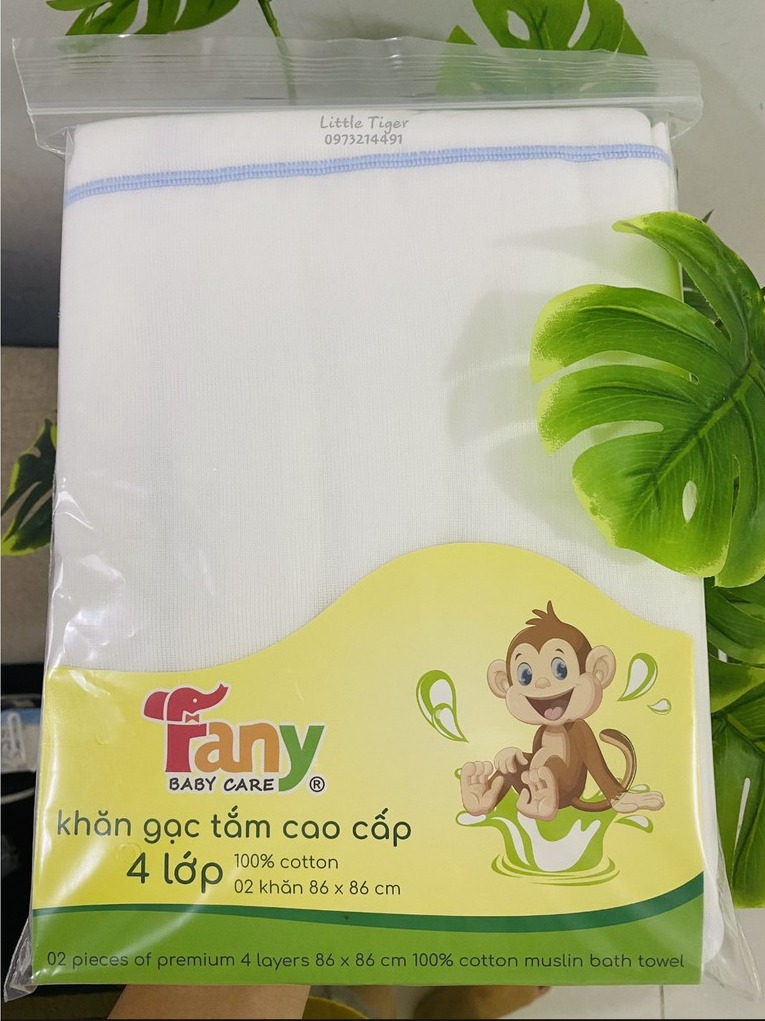 Little Tiger
0973214491
Fany
BABY CARE ®
khăn gạc tắm cao cấp
4 lớp
100% cotton
02 khăn 86 x 86 cm
02 pieces of premium 4 layers 86 x 86 cm 100% cotton muslin bath towel